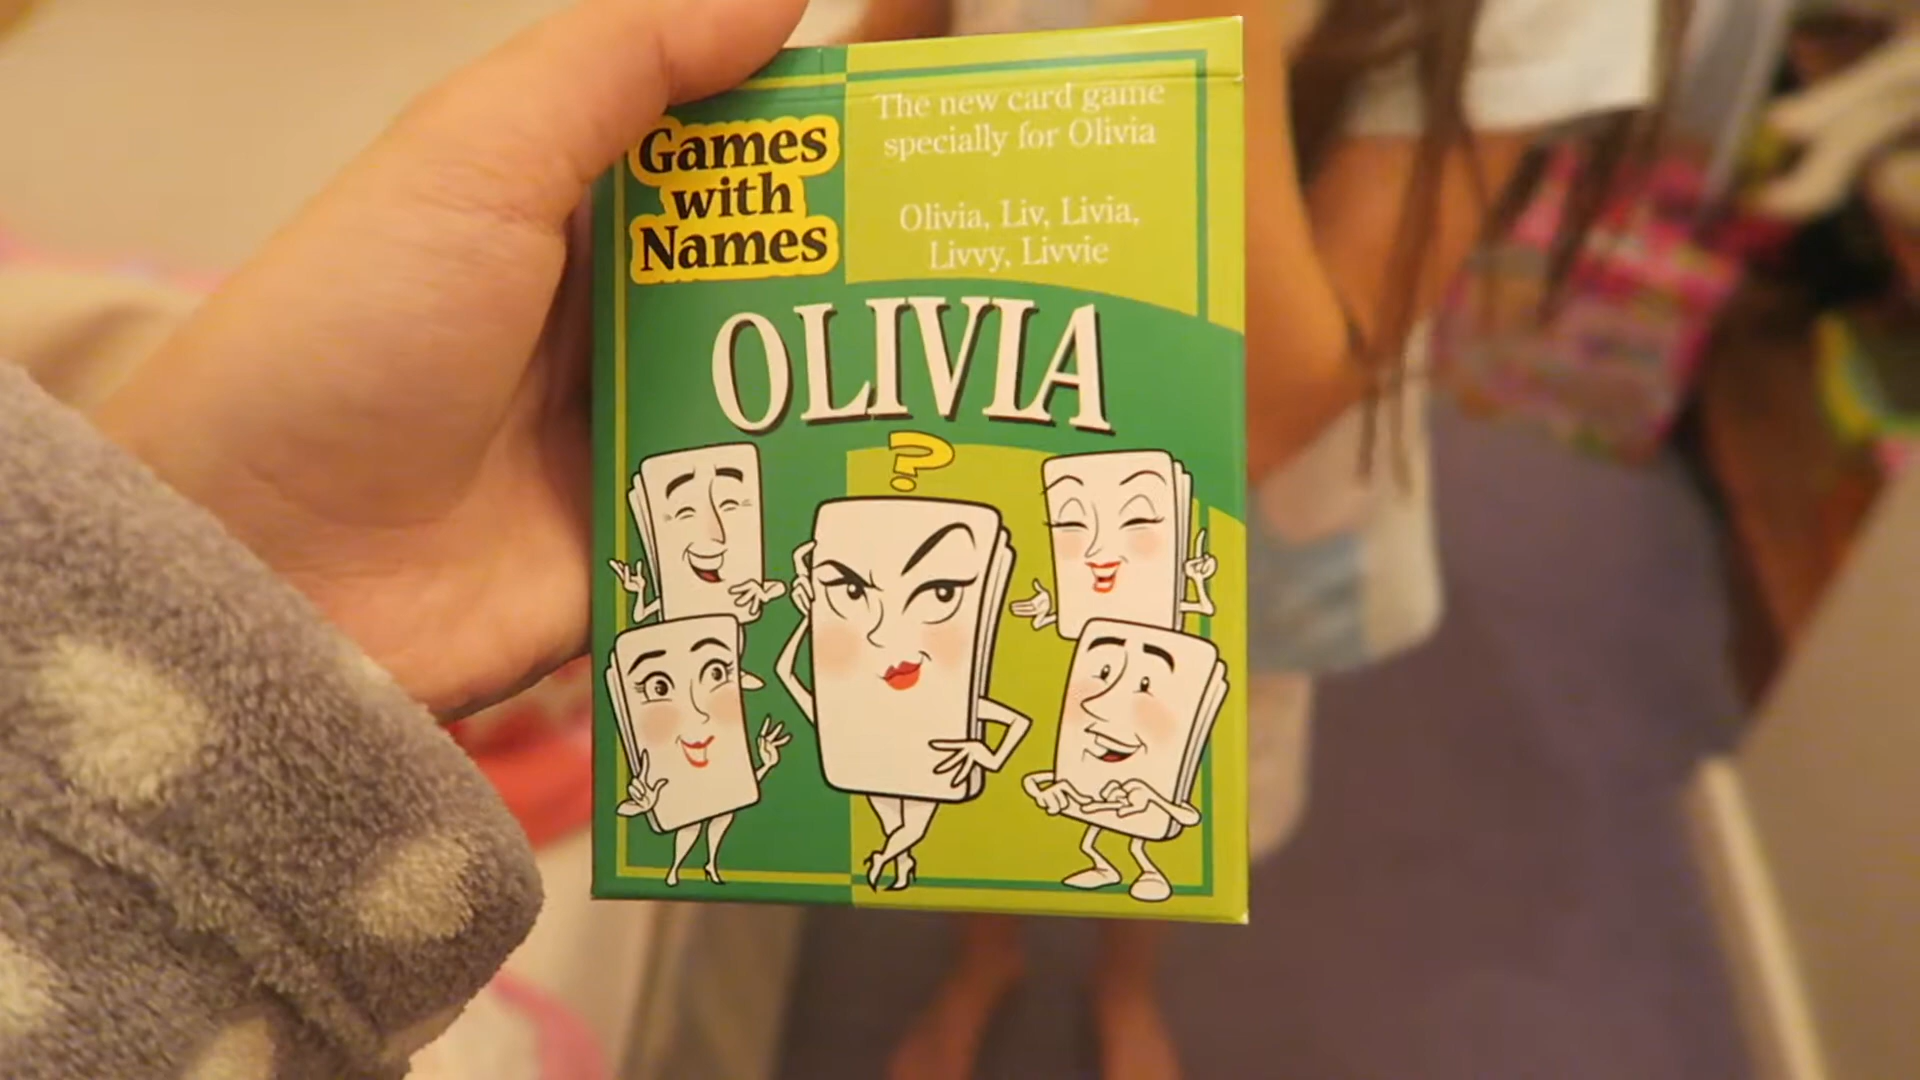 Games
with
Names
The new card game
specially for Olivia
Olivia, Liv, Livia,
Livvy, Livvie
OLIVIA
?